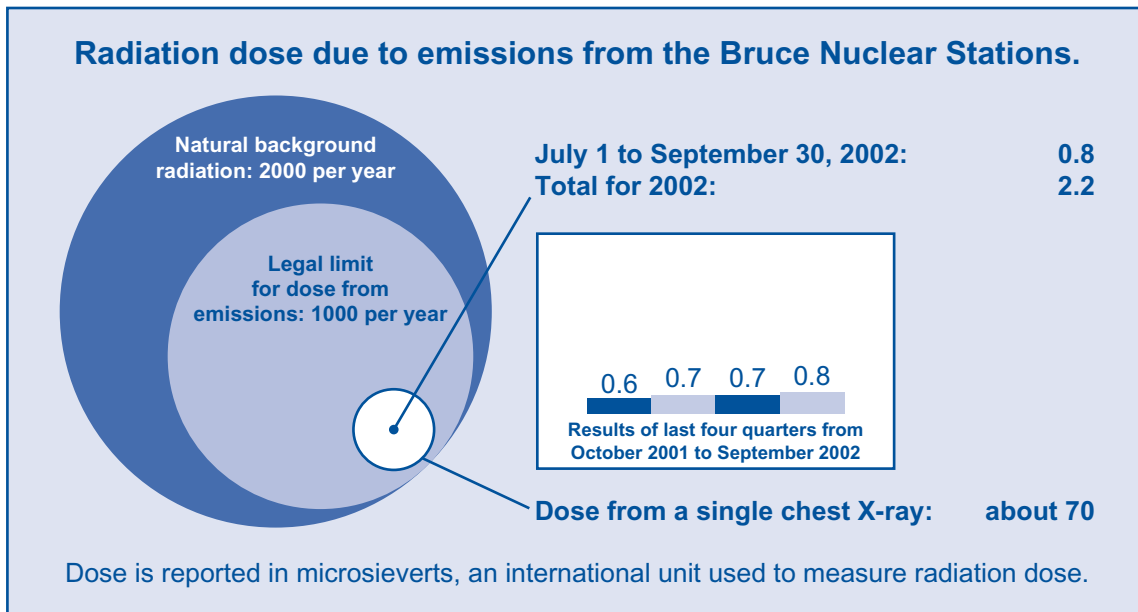 Radiation dose due to emissions from the Bruce Nuclear Stations.
Natural background
radiation: 2000 per year
Legal limit
for dose from
emissions: 1000 per year
July 1 to September 30, 2002: 0.8
Total for 2002: 2.2
0.6 0.7 0.7 0.8
Results of last four quarters from
October 2001 to September 2002
Dose from a single chest X-ray: about 70
Dose is reported in microsieverts, an international unit used to measure radiation dose.